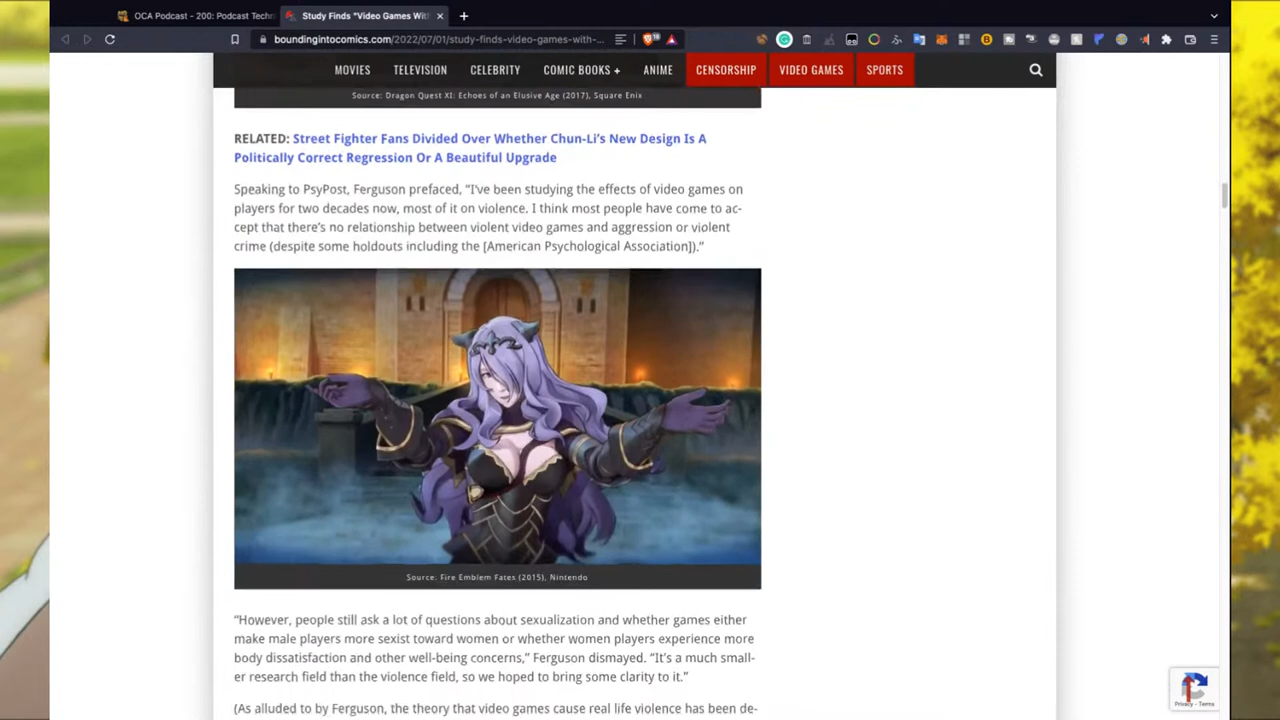 OCA Podcast - 200: Podcast Techn
Study Finds "Video Games With
boundingintocomics.com/2022/07/01/study-finds-video-games-with-...
MOVIES TELEVISION CELEBRITY COMIC BOOKS + ANIME CENSORSHIP VIDEO GAMES SPORTS
Source: Dragon Quest XI: Echoes of an Elusive Age (2017), Square Enix
RELATED: Street Fighter Fans Divided Over Whether Chun-Li’s New Design Is A
Politically Correct Regression Or A Beautiful Upgrade
Speaking to PsyPost, Ferguson prefaced, “I’ve been studying the effects of video games on
players for two decades now, most of it on violence. I think most people have come to ac-
cept that there’s no relationship between violent video games and aggression or violent
crime (despite some holdouts including the [American Psychological Association]).”
Source: Fire Emblem Fates (2015), Nintendo
“However, people still ask a lot of questions about sexualization and whether games either
make male players more sexist toward women or whether women players experience more
body dissatisfaction and other well-being concerns,” Ferguson dismayed. “It’s a much small-
er research field than the violence field, so we hoped to bring some clarity to it.”
(As alluded to by Ferguson, the theory that video games cause real life violence has been de-
Privacy - Terms